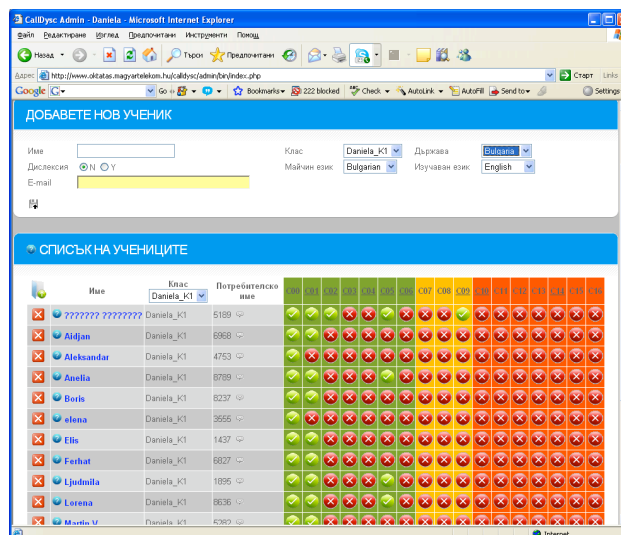 CallDysc Admin - Daniela - Microsoft Internet Explorer
Файл Редактиране Изглед Предпочитани Инструменти Помощ
Назад Търси Предпочитани
Адрес http://www.okatas.magyartelekom.hu/calldysc/admin/bin/index.php Старт Links
Google G Go Bookmarks 222 blocked Check AutoLink AutoFill Send to Settings
ДОБАВЕТЕ НОВ УЧЕНИК
Име Клас Daniela_K1 Държава Bulgaria
Дислексия N Y Майчин език Bulgarian Изучаван език English
E-mail
СПИСЪК НА УЧЕНИЦИТЕ
Име Клас Daniela_K1 Потребителско име C00 C01 C02 C03 C04 C05 C06 C07 C08 C09 C10 C11 C12 C13 C14 C15 C16
??????? ???????? Daniela_K1 5189
Aidjan Daniela_K1 6968
Aleksandar Daniela_K1 4753
Anelia Daniela_K1 8789
Boris Daniela_K1 8237
elena Daniela_K1 3555
Elis Daniela_K1 1437
Ferhat Daniela_K1 6827
Ljudmila Daniela_K1 1895
Lorena Daniela_K1 8636
Martin V Daniela_K1 5282
Internet